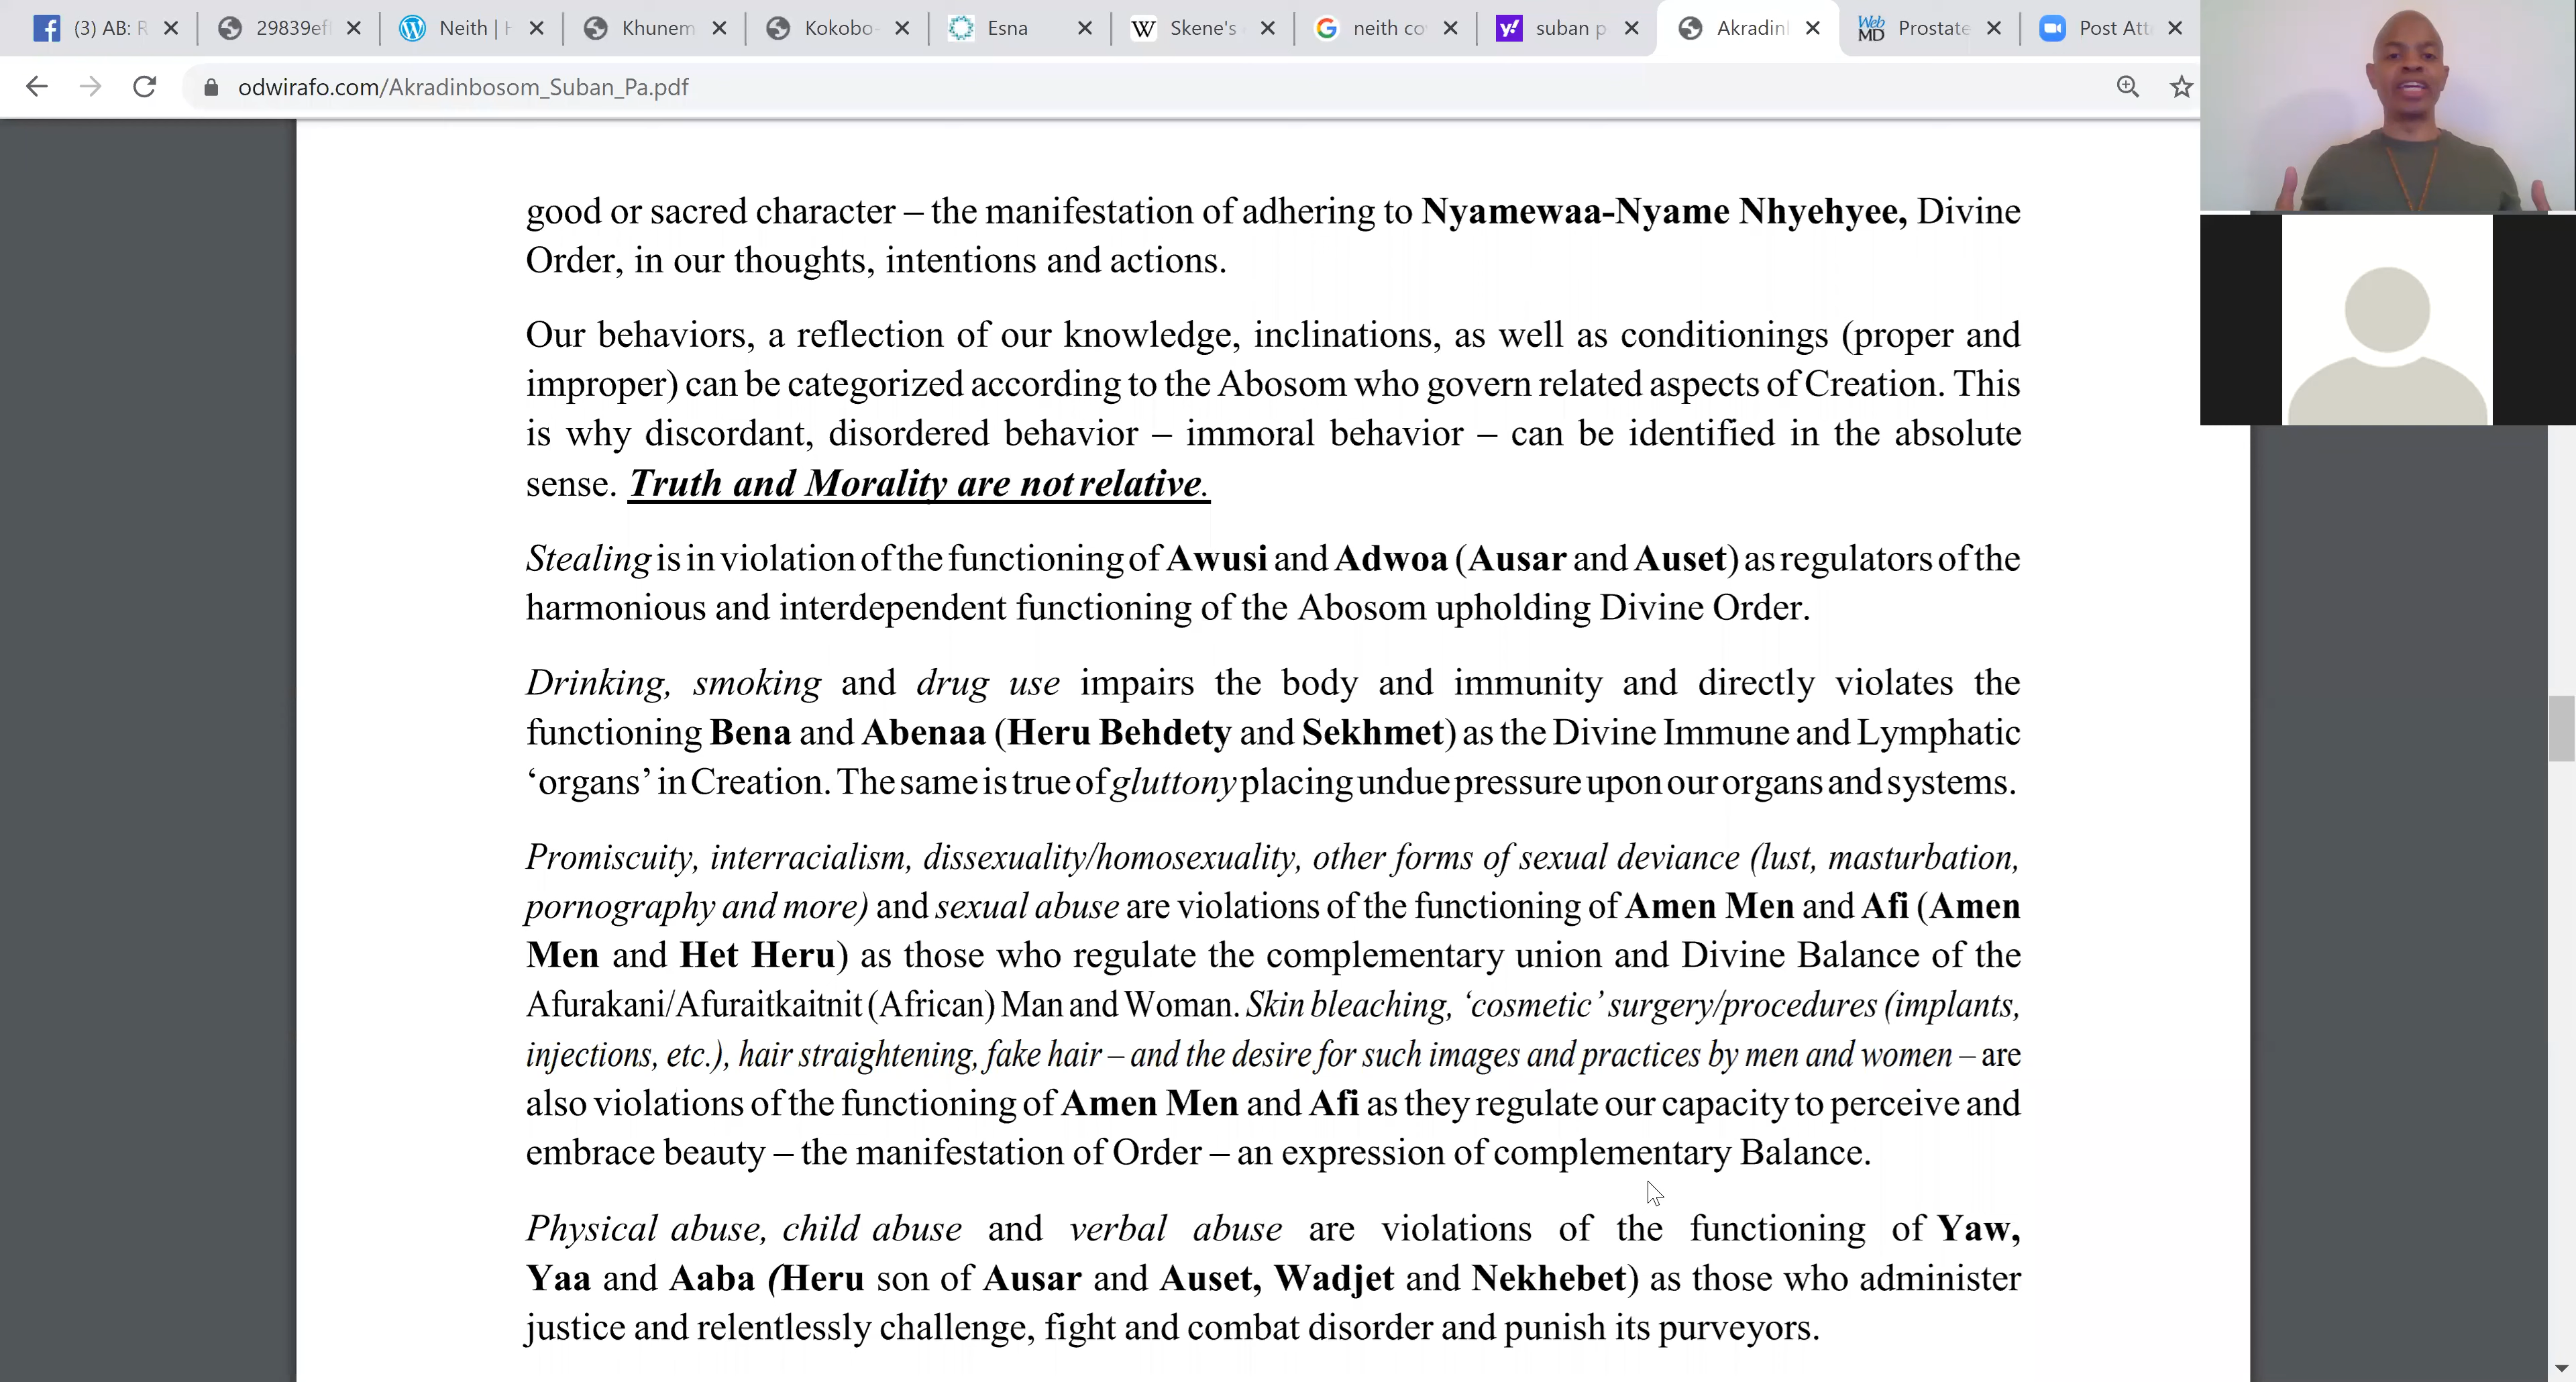 (3) AB: R
29839ef
Neith |
Khunem
Kokobo-
Esna
Skene's
neith co
suban p
Akradin
Web MD
Prostate
Post Att
odwirafo.com/Akradinbosom_Suban_Pa.pdf
good or sacred character – the manifestation of adhering to Nyamewaa-Nyame Nhyehyee, Divine
Order, in our thoughts, intentions and actions.
Our behaviors, a reflection of our knowledge, inclinations, as well as conditionings (proper and
improper) can be categorized according to the Abosom who govern related aspects of Creation. This
is why discordant, disordered behavior – immoral behavior – can be identified in the absolute
sense. Truth and Morality are not relative.
Stealing is in violation of the functioning of Awusi and Adwoa (Ausar and Auset) as regulators of the
harmonious and interdependent functioning of the Abosom upholding Divine Order.
Drinking, smoking and drug use impairs the body and immunity and directly violates the
functioning Bena and Abenaa (Heru Behdety and Sekhmet) as the Divine Immune and Lymphatic
‘organs’ in Creation. The same is true of gluttony placing undue pressure upon our organs and systems.
Promiscuity, interracialism, dissexuality/homosexuality, other forms of sexual deviance (lust, masturbation,
pornography and more) and sexual abuse are violations of the functioning of Amen Men and Afi (Amen
Men and Het Heru) as those who regulate the complementary union and Divine Balance of the
Afurakani/Afuraitkaitnit (African) Man and Woman. Skin bleaching, ‘cosmetic’ surgery/procedures (implants,
injections, etc.), hair straightening, fake hair – and the desire for such images and practices by men and women – are
also violations of the functioning of Amen Men and Afi as they regulate our capacity to perceive and
embrace beauty – the manifestation of Order – an expression of complementary Balance.
Physical abuse, child abuse and verbal abuse are violations of the functioning of Yaw,
Yaa and Aaba (Heru son of Ausar and Auset, Wadjet and Nekhebet) as those who administer
justice and relentlessly challenge, fight and combat disorder and punish its purveyors.